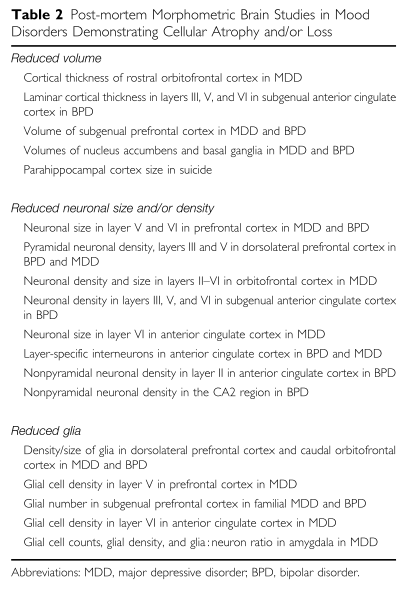 Table 2 Post-mortem Morphometric Brain Studies in Mood
Disorders Demonstrating Cellular Atrophy and/or Loss
Reduced volume
Cortical thickness of rostral orbitofrontal cortex in MDD
Laminar cortical thickness in layers III, V, and VI in subgenual anterior cingulate
cortex in BPD
Volume of subgenual prefrontal cortex in MDD and BPD
Volumes of nucleus accumbens and basal ganglia in MDD and BPD
Parahippocampal cortex size in suicide
Reduced neuronal size and/or density
Neuronal size in layer V and VI in prefrontal cortex in MDD and BPD
Pyramidal neuronal density, layers III and V in dorsolateral prefrontal cortex in
BPD and MDD
Neuronal density and size in layers II–VI in orbitofrontal cortex in MDD
Neuronal density in layers III, V, and VI in subgenual anterior cingulate cortex
in BPD
Neuronal size in layer VI in anterior cingulate cortex in MDD
Layer-specific interneurons in anterior cingulate cortex in BPD and MDD
Nonpyramidal neuronal density in layer II in anterior cingulate cortex in BPD
Nonpyramidal neuronal density in the CA2 region in BPD
Reduced glia
Density/size of glia in dorsolateral prefrontal cortex and caudal orbitofrontal
cortex in MDD and BPD
Glial cell density in layer V in prefrontal cortex in MDD
Glial number in subgenual prefrontal cortex in familial MDD and BPD
Glial cell density in layer VI in anterior cingulate cortex in MDD
Glial cell counts, glial density, and glia : neuron ratio in amygdala in MDD
Abbreviations: MDD, major depressive disorder; BPD, bipolar disorder.